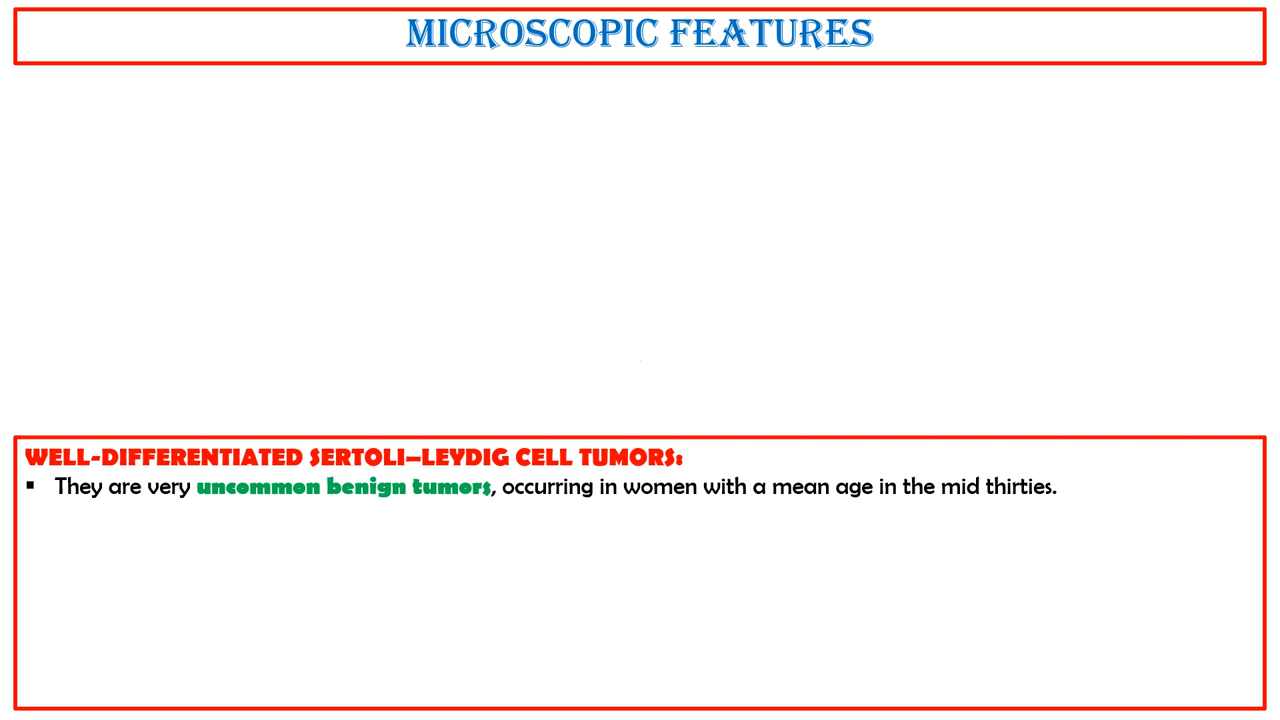 MICROSCOPIC FEATURES
WELL-DIFFERENTIATED SERTOLI–LEYDIG CELL TUMORS:
▪ They are very uncommon benign tumors, occurring in women with a mean age in the mid thirties.